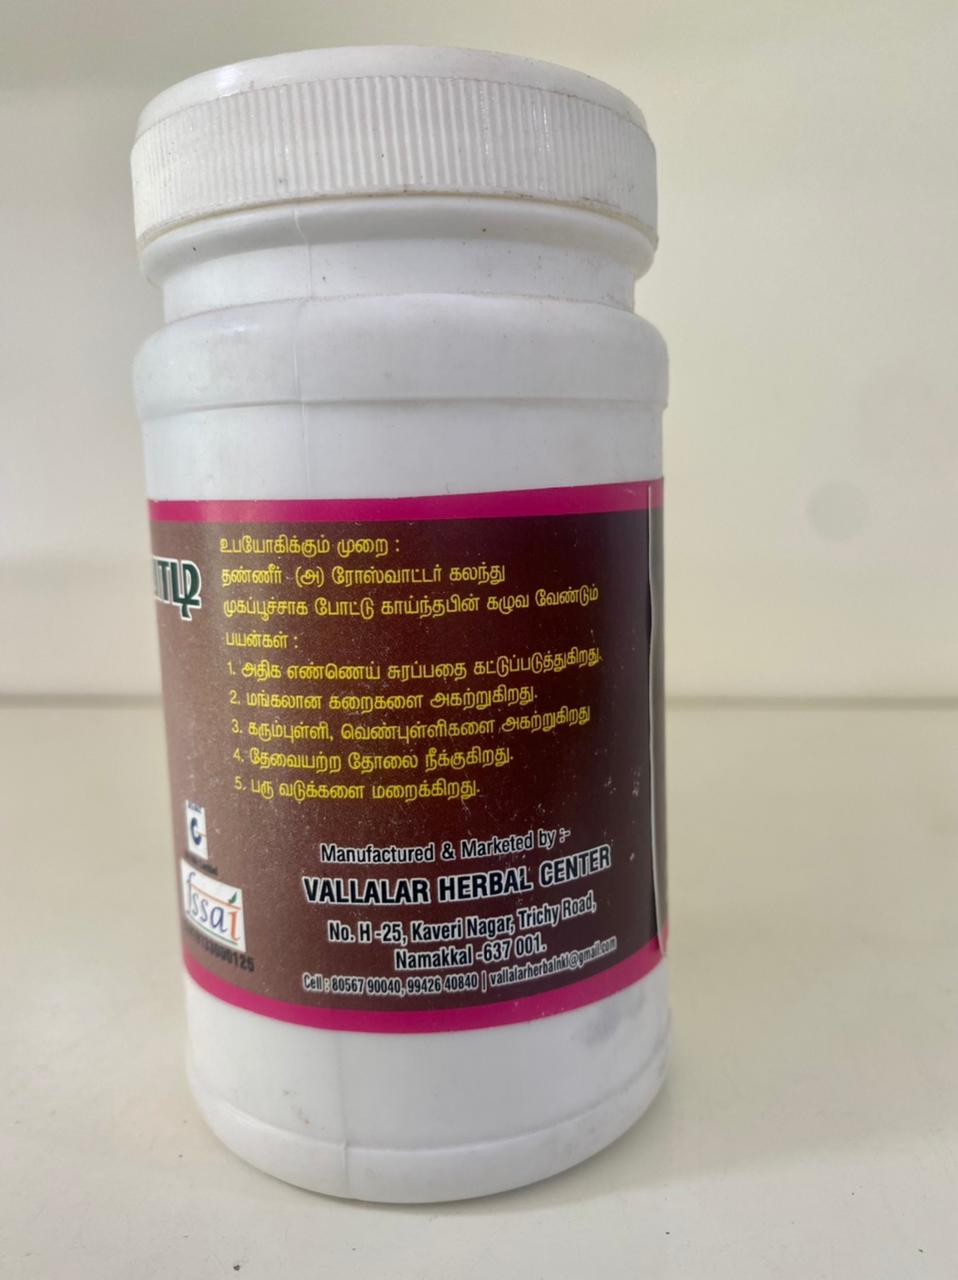 உபயோகிக்கும் முறை :
தண்ணீர் (அ) ரோஸ்வாட்டர் கலந்து
முகப்பூச்சாக போட்டு காய்ந்தபின் கழுவ வேண்டும்
பயன்கள் :
1. அதிக எண்ணெய் சுரப்பதை கட்டுப்படுத்துகிறது.
2. மங்கலான கறைகளை அகற்றுகிறது.
3. கரும்புள்ளி, வெண்புள்ளிகளை அகற்றுகிறது
4. தேவையற்ற தோலை நீக்குகிறது.
5. பரு வடுக்களை மறைக்கிறது.
fssai
Manufactured & Marketed by :-
VALLALAR HERBAL CENTER
No. H -25, Kaveri Nagar, Trichy Road,
Namakkal -637 001.
Cell : 80567 90040, 99426 40840 | vallalarherbalnkl@gmail.com